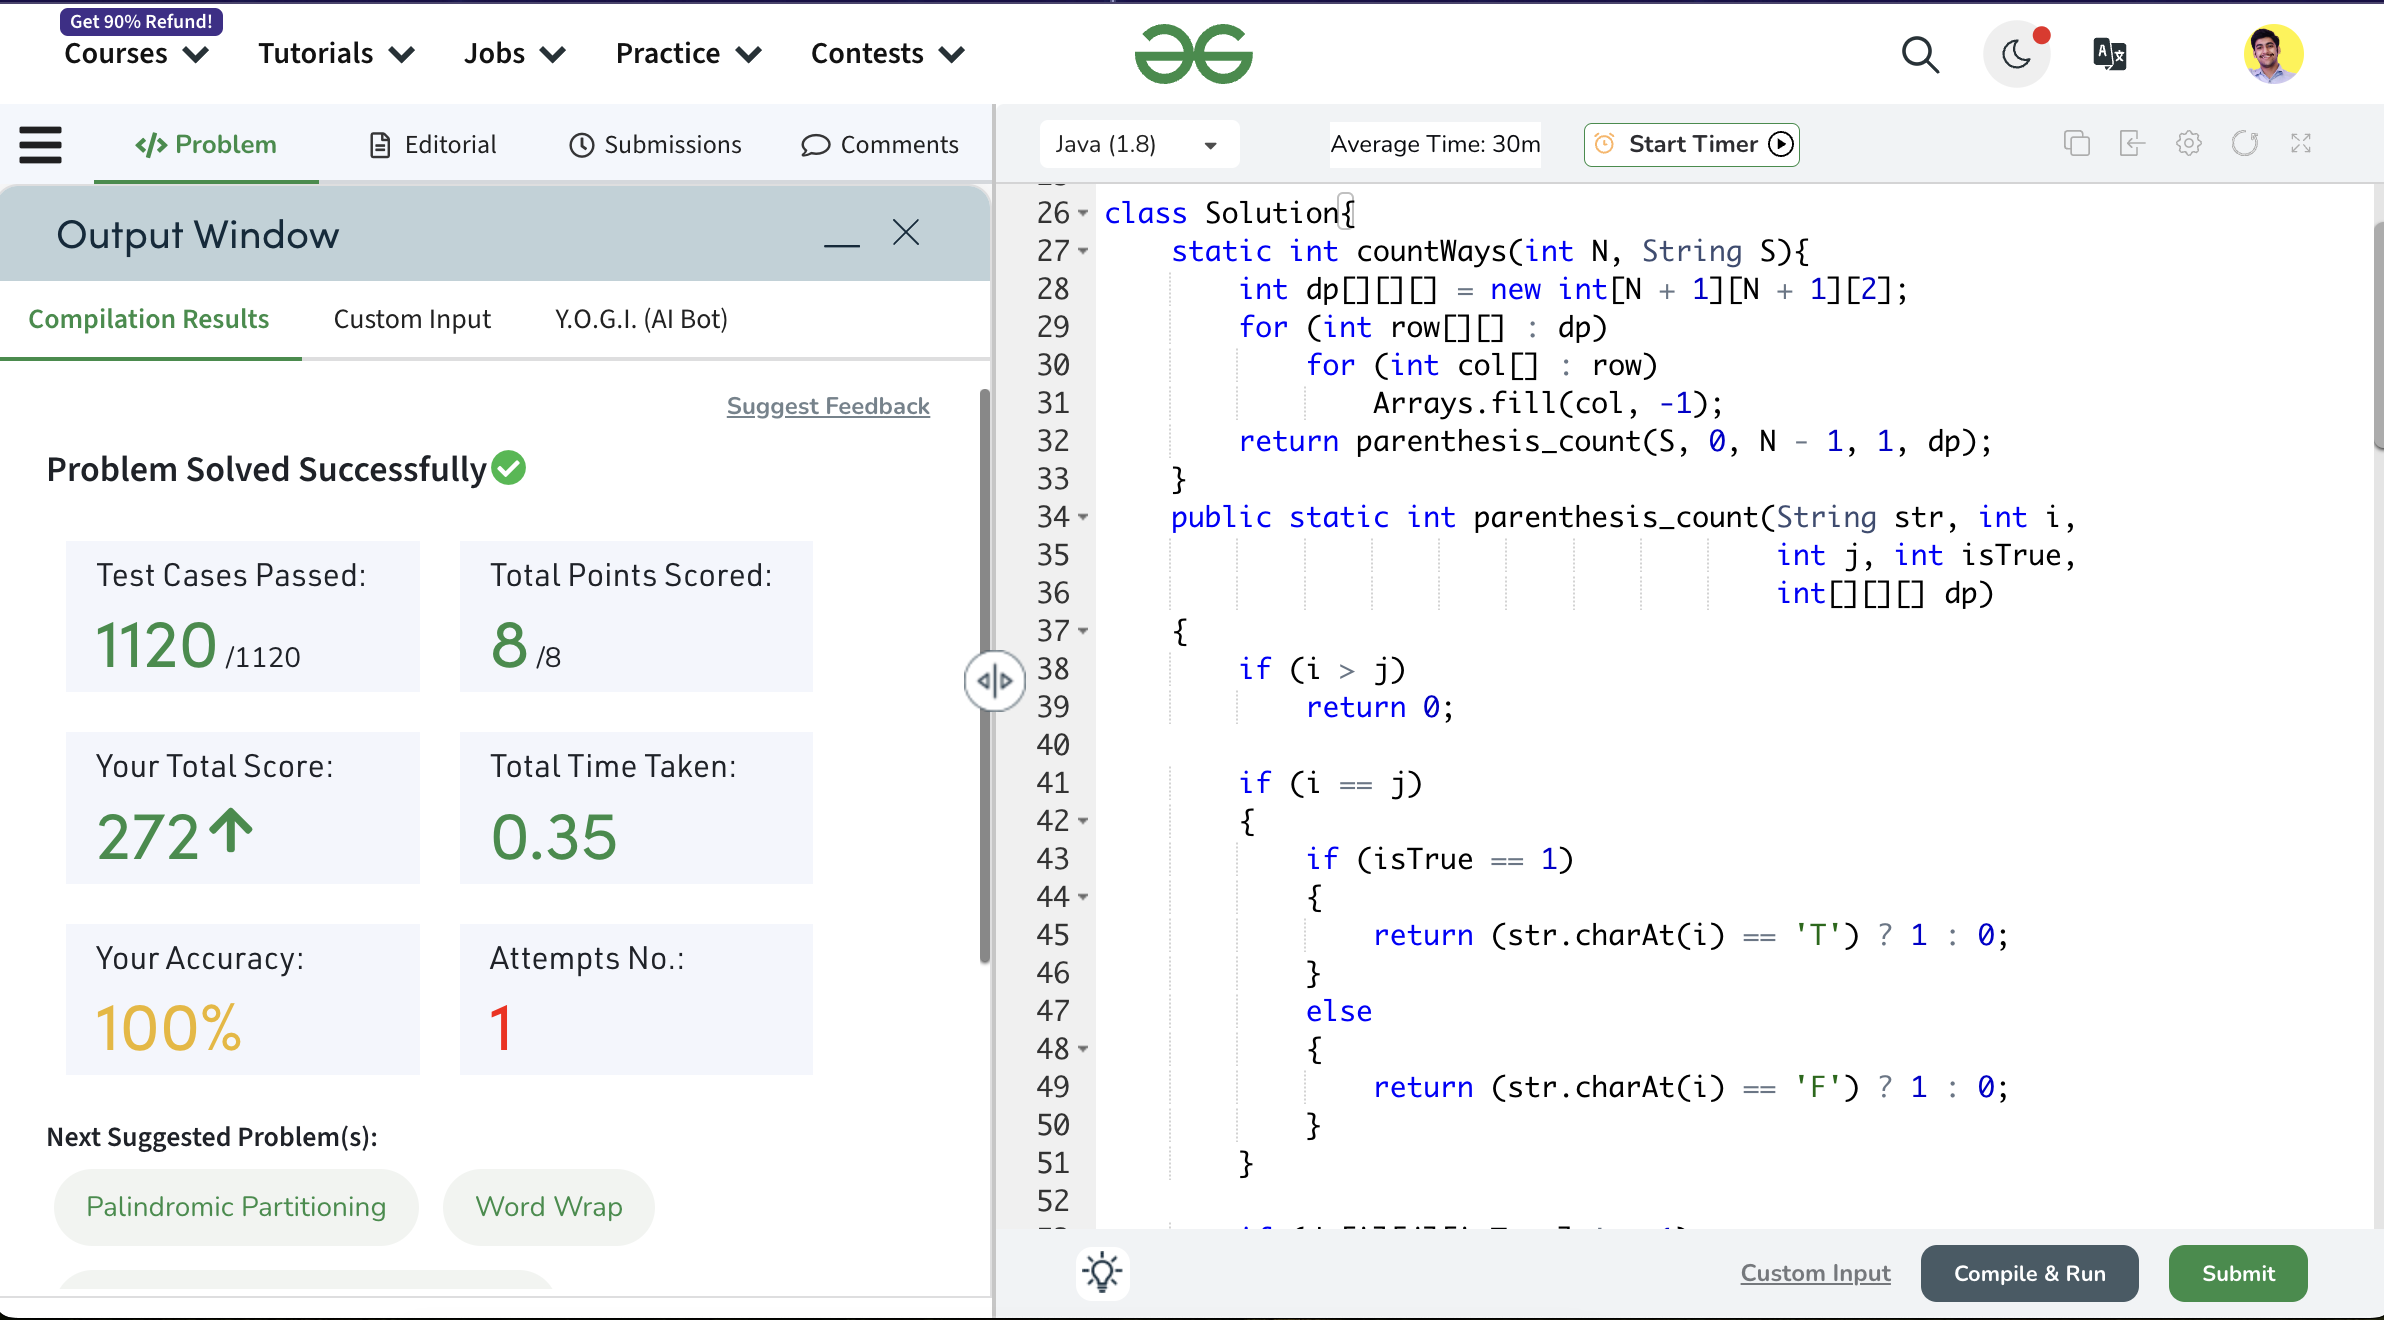 Get 90% Refund!
Courses Tutorials Jobs Practice Contests
Problem Editorial Submissions Comments
Output Window
Compilation Results Custom Input Y.O.G.I. (AI Bot)
Suggest Feedback
Problem Solved Successfully
Test Cases Passed: Total Points Scored:
1120 /1120 8 /8
Your Total Score: Total Time Taken:
272 0.35
Your Accuracy: Attempts No.:
100% 1
Next Suggested Problem(s):
Palindromic Partitioning Word Wrap
Java (1.8) Average Time: 30m Start Timer
26 class Solution{
27 static int countWays(int N, String S){
28 int dp[][][] = new int[N + 1][N + 1][2];
29 for (int row[][] : dp)
30 for (int col[] : row)
31 Arrays.fill(col, -1);
32 return parenthesis_count(S, 0, N - 1, 1, dp);
33 }
34 public static int parenthesis_count(String str, int i,
35 int j, int isTrue,
36 int[][][] dp)
37 {
38 if (i > j)
39 return 0;
40
41 if (i == j)
42 {
43 if (isTrue == 1)
44 {
45 return (str.charAt(i) == 'T') ? 1 : 0;
46 }
47 else
48 {
49 return (str.charAt(i) == 'F') ? 1 : 0;
50 }
51 }
52
Custom Input Compile & Run Submit